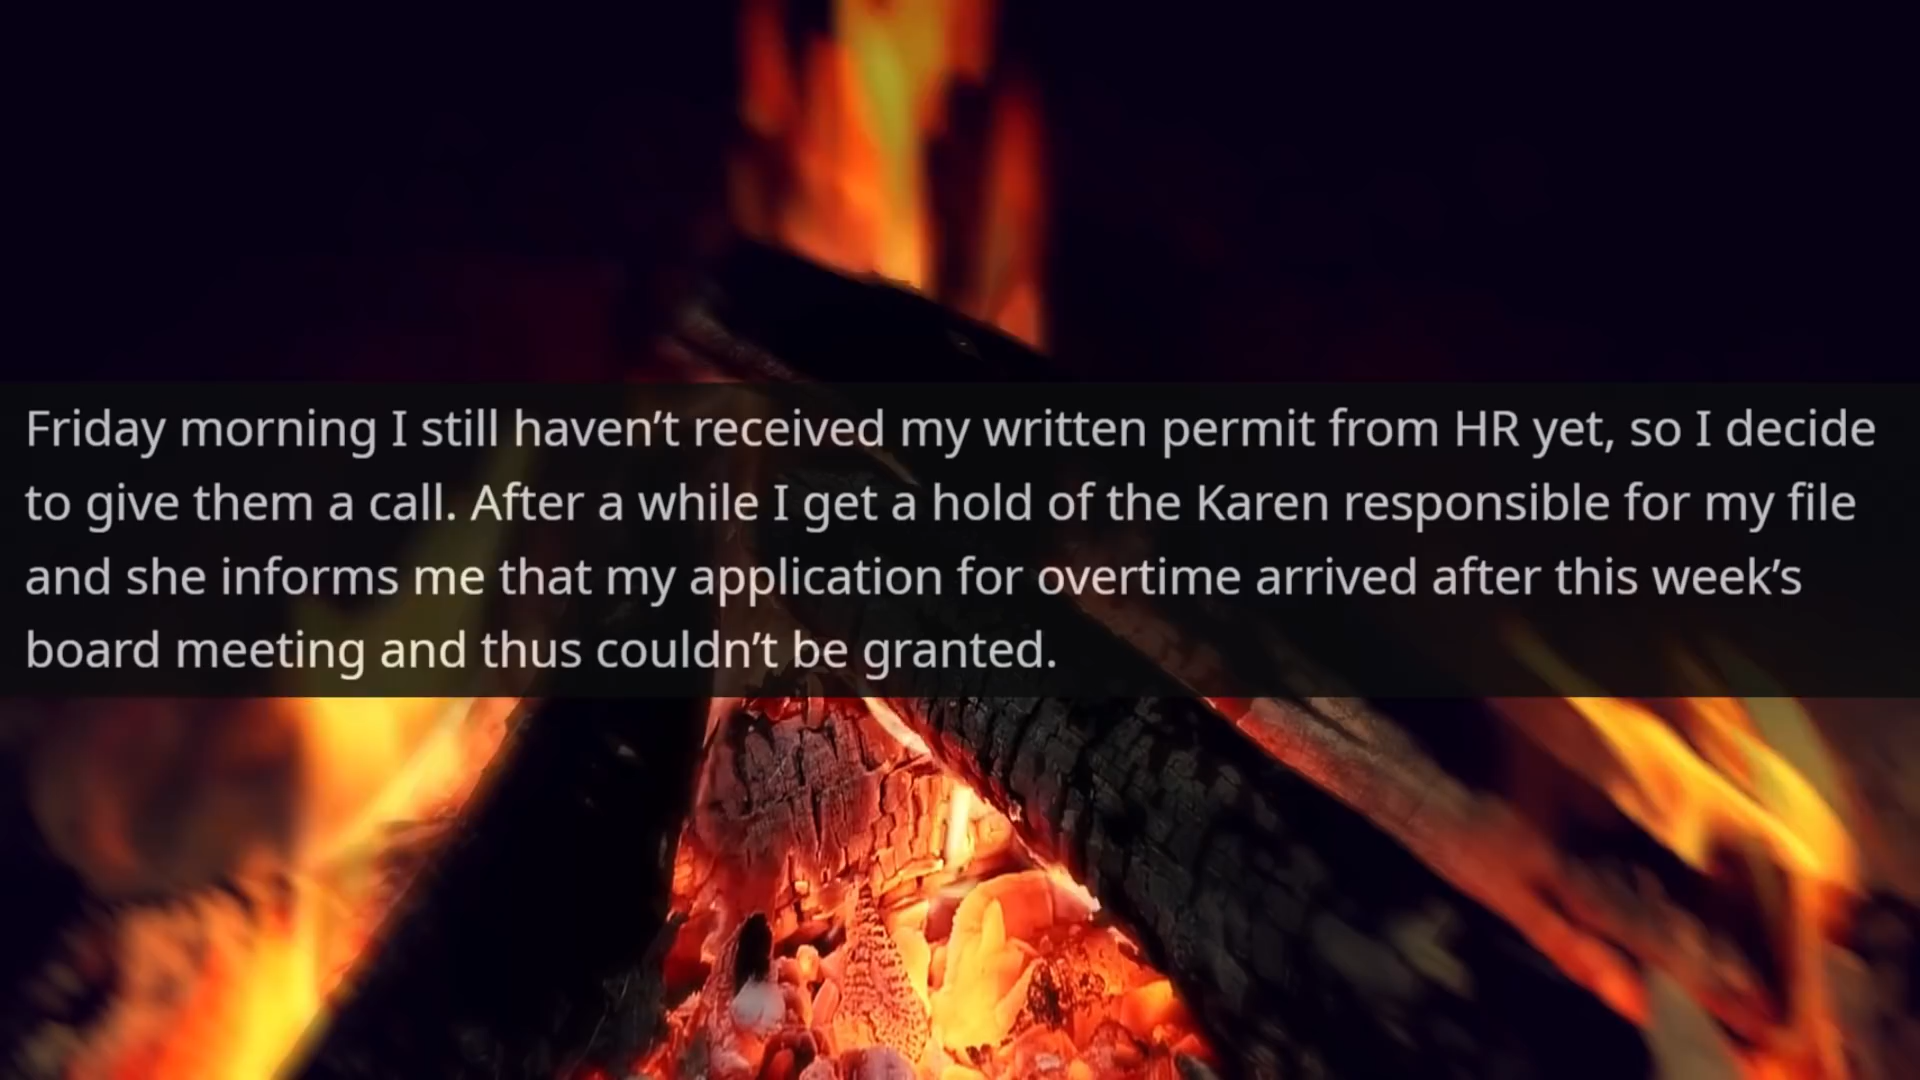 Friday morning I still haven’t received my written permit from HR yet, so I decide
to give them a call. After a while I get a hold of the Karen responsible for my file
and she informs me that my application for overtime arrived after this week’s
board meeting and thus couldn’t be granted.